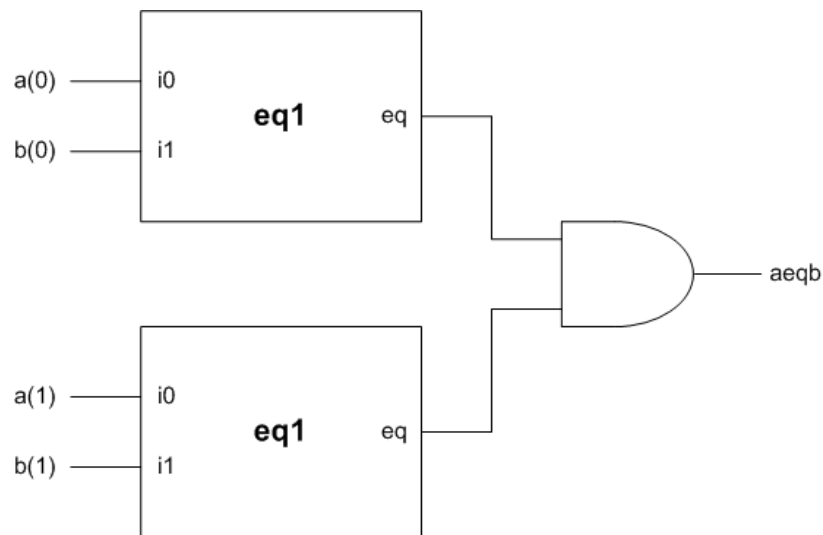 a(0)
i0
eq1
eq
b(0)
i1
aeqb
a(1)
i0
eq1
eq
b(1)
i1